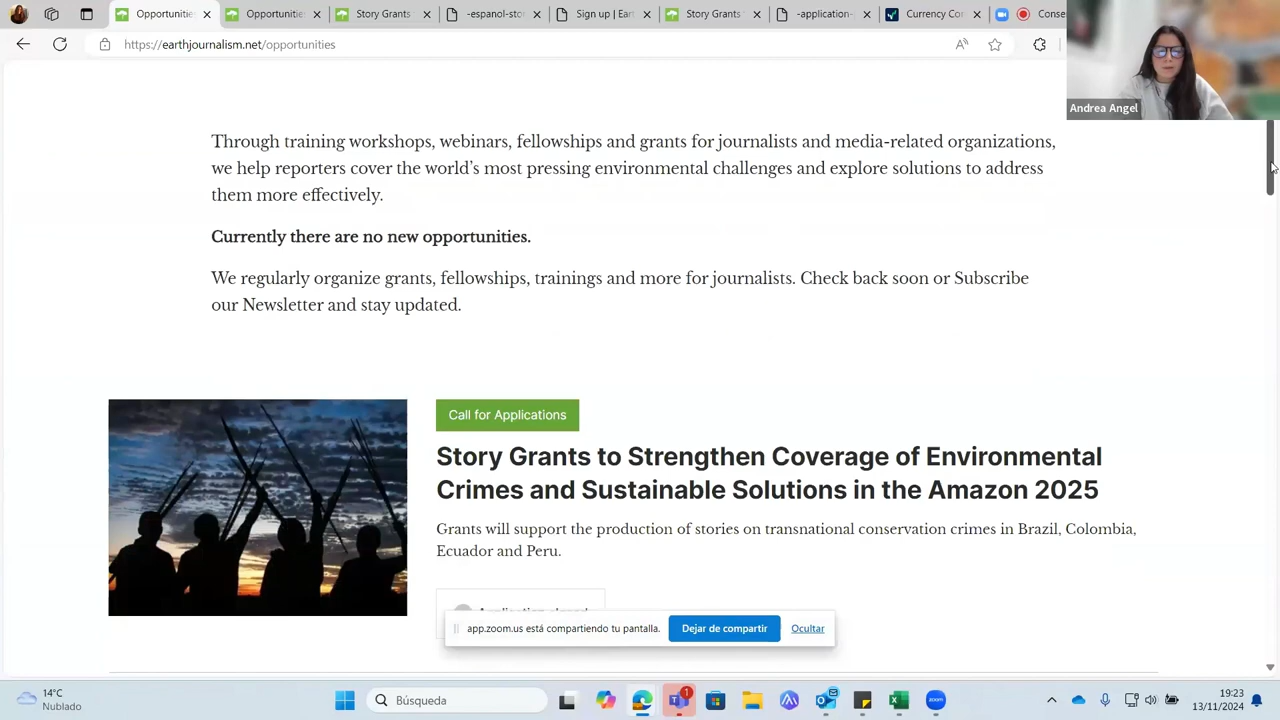 Opportunitie
Opportunitie
Story Grants
-espanol-sto
Sign up | Eart
Story Grants
-application-
Currency Co
Conse
https://earthjournalism.net/opportunities
Andrea Angel
Through training workshops, webinars, fellowships and grants for journalists and media-related organizations,
we help reporters cover the world's most pressing environmental challenges and explore solutions to address
them more effectively.
Currently there are no new opportunities.
We regularly organize grants, fellowships, trainings and more for journalists. Check back soon or Subscribe
our Newsletter and stay updated.
Call for Applications
Story Grants to Strengthen Coverage of Environmental
Crimes and Sustainable Solutions in the Amazon 2025
Grants will support the production of stories on transnational conservation crimes in Brazil, Colombia,
Ecuador and Peru.
app.zoom.us está compartiendo tu pantalla.
Dejar de compartir
Ocultar
14°C
Nublado
Búsqueda
1
zoom
19:23
13/11/2024